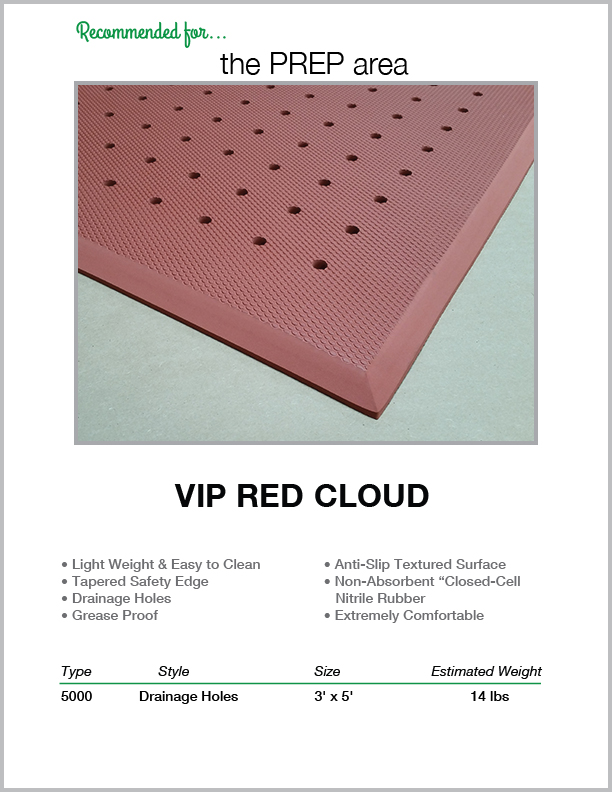 Recommended for...
the PREP area
VIP RED CLOUD
• Light Weight & Easy to Clean
• Tapered Safety Edge
• Drainage Holes
• Grease Proof
• Anti-Slip Textured Surface
• Non-Absorbent “Closed-Cell
Nitrile Rubber
• Extremely Comfortable
Type Style Size Estimated Weight
5000 Drainage Holes 3' x 5' 14 lbs